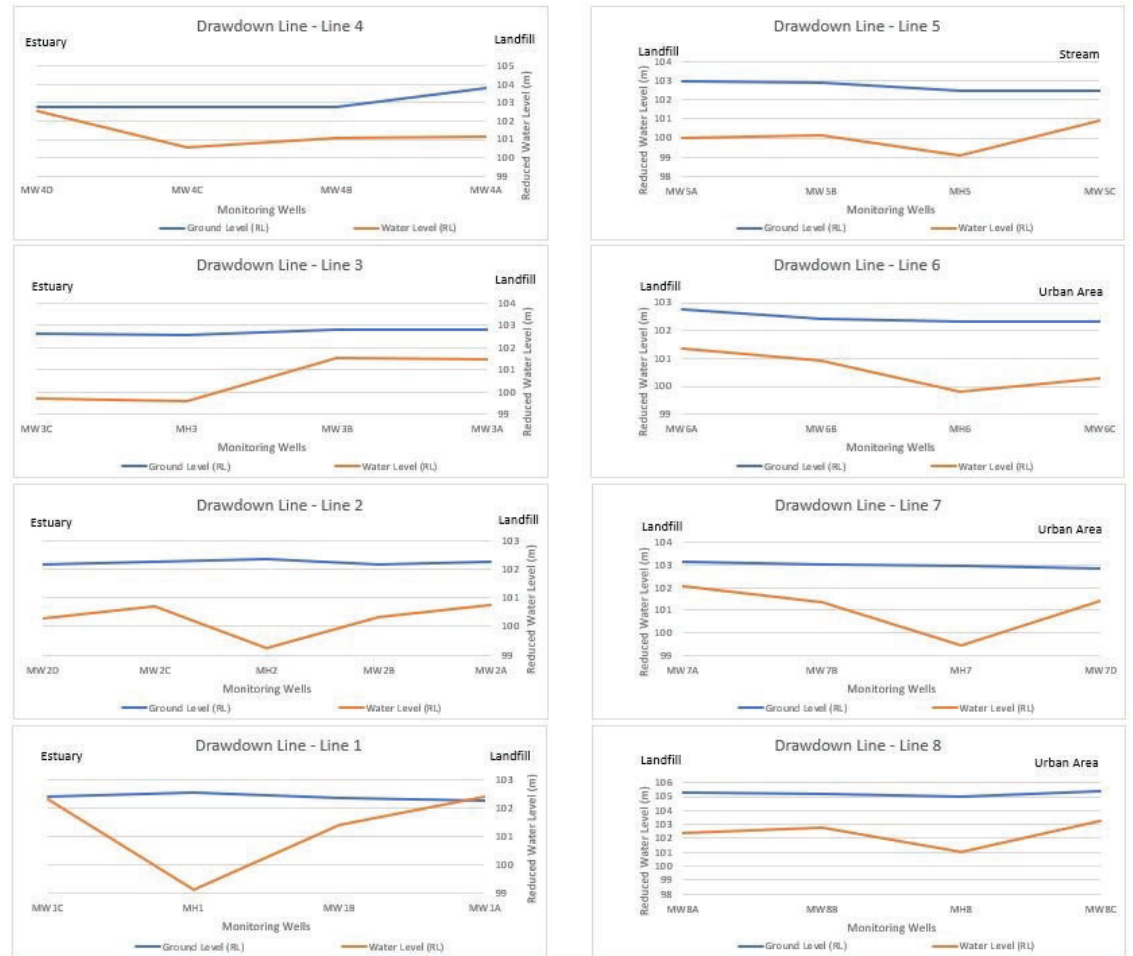 Drawdown Line - Line 4
Estuary
Landfill
105
104
103
102
101
100
99
Reduced Water Level (m)
MW4D MW4C MW4B MW4A
Monitoring Wells
Ground Level (RL) Water Level (RL)
Drawdown Line - Line 5
Landfill
Stream
104
103
102
101
100
99
98
Reduced Water Level (m)
MW5A MW5B MH5 MW5C
Monitoring Wells
Ground Level (RL) Water Level (RL)
Drawdown Line - Line 3
Estuary
Landfill
104
103
102
101
100
99
Reduced Water Level (m)
MW3C MH3 MW3B MW3A
Monitoring Wells
Ground Level (RL) Water Level (RL)
Drawdown Line - Line 6
Landfill
Urban Area
103
102
101
100
99
Reduced Water Level (m)
MW6A MW6B MH6 MW6C
Monitoring Wells
Ground Level (RL) Water Level (RL)
Drawdown Line - Line 2
Estuary
Landfill
103
102
101
100
99
Reduced Water Level (m)
MW2D MW2C MH2 MW2B MW2A
Monitoring Wells
Ground Level (RL) Water Level (RL)
Drawdown Line - Line 7
Landfill
Urban Area
104
103
102
101
100
99
Reduced Water Level (m)
MW7A MW7B MH7 MW7D
Monitoring Wells
Ground Level (RL) Water Level (RL)
Drawdown Line - Line 1
Estuary
Landfill
103
102
101
100
99
Reduced Water Level (m)
MW1C MH1 MW1B MW1A
Monitoring Wells
Ground Level (RL) Water Level (RL)
Drawdown Line - Line 8
Landfill
Urban Area
106
105
104
103
102
101
100
99
98
Reduced Water Level (m)
MW8A MW8B MH8 MW8C
Monitoring Wells
Ground Level (RL) Water Level (RL)